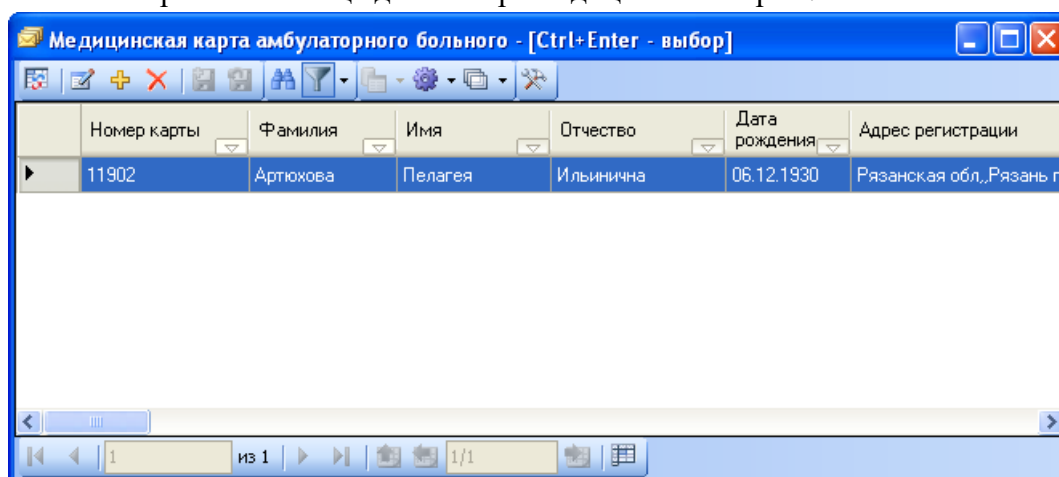 Медицинская карта амбулаторного больного - [Ctrl+Enter - выбор]
Номер карты Фамилия Имя Отчество Дата рождения Адрес регистрации
11902 Артюхова Пелагея Ильинична 06.12.1930 Рязанская обл,,Рязань г
1 из 1 1/1